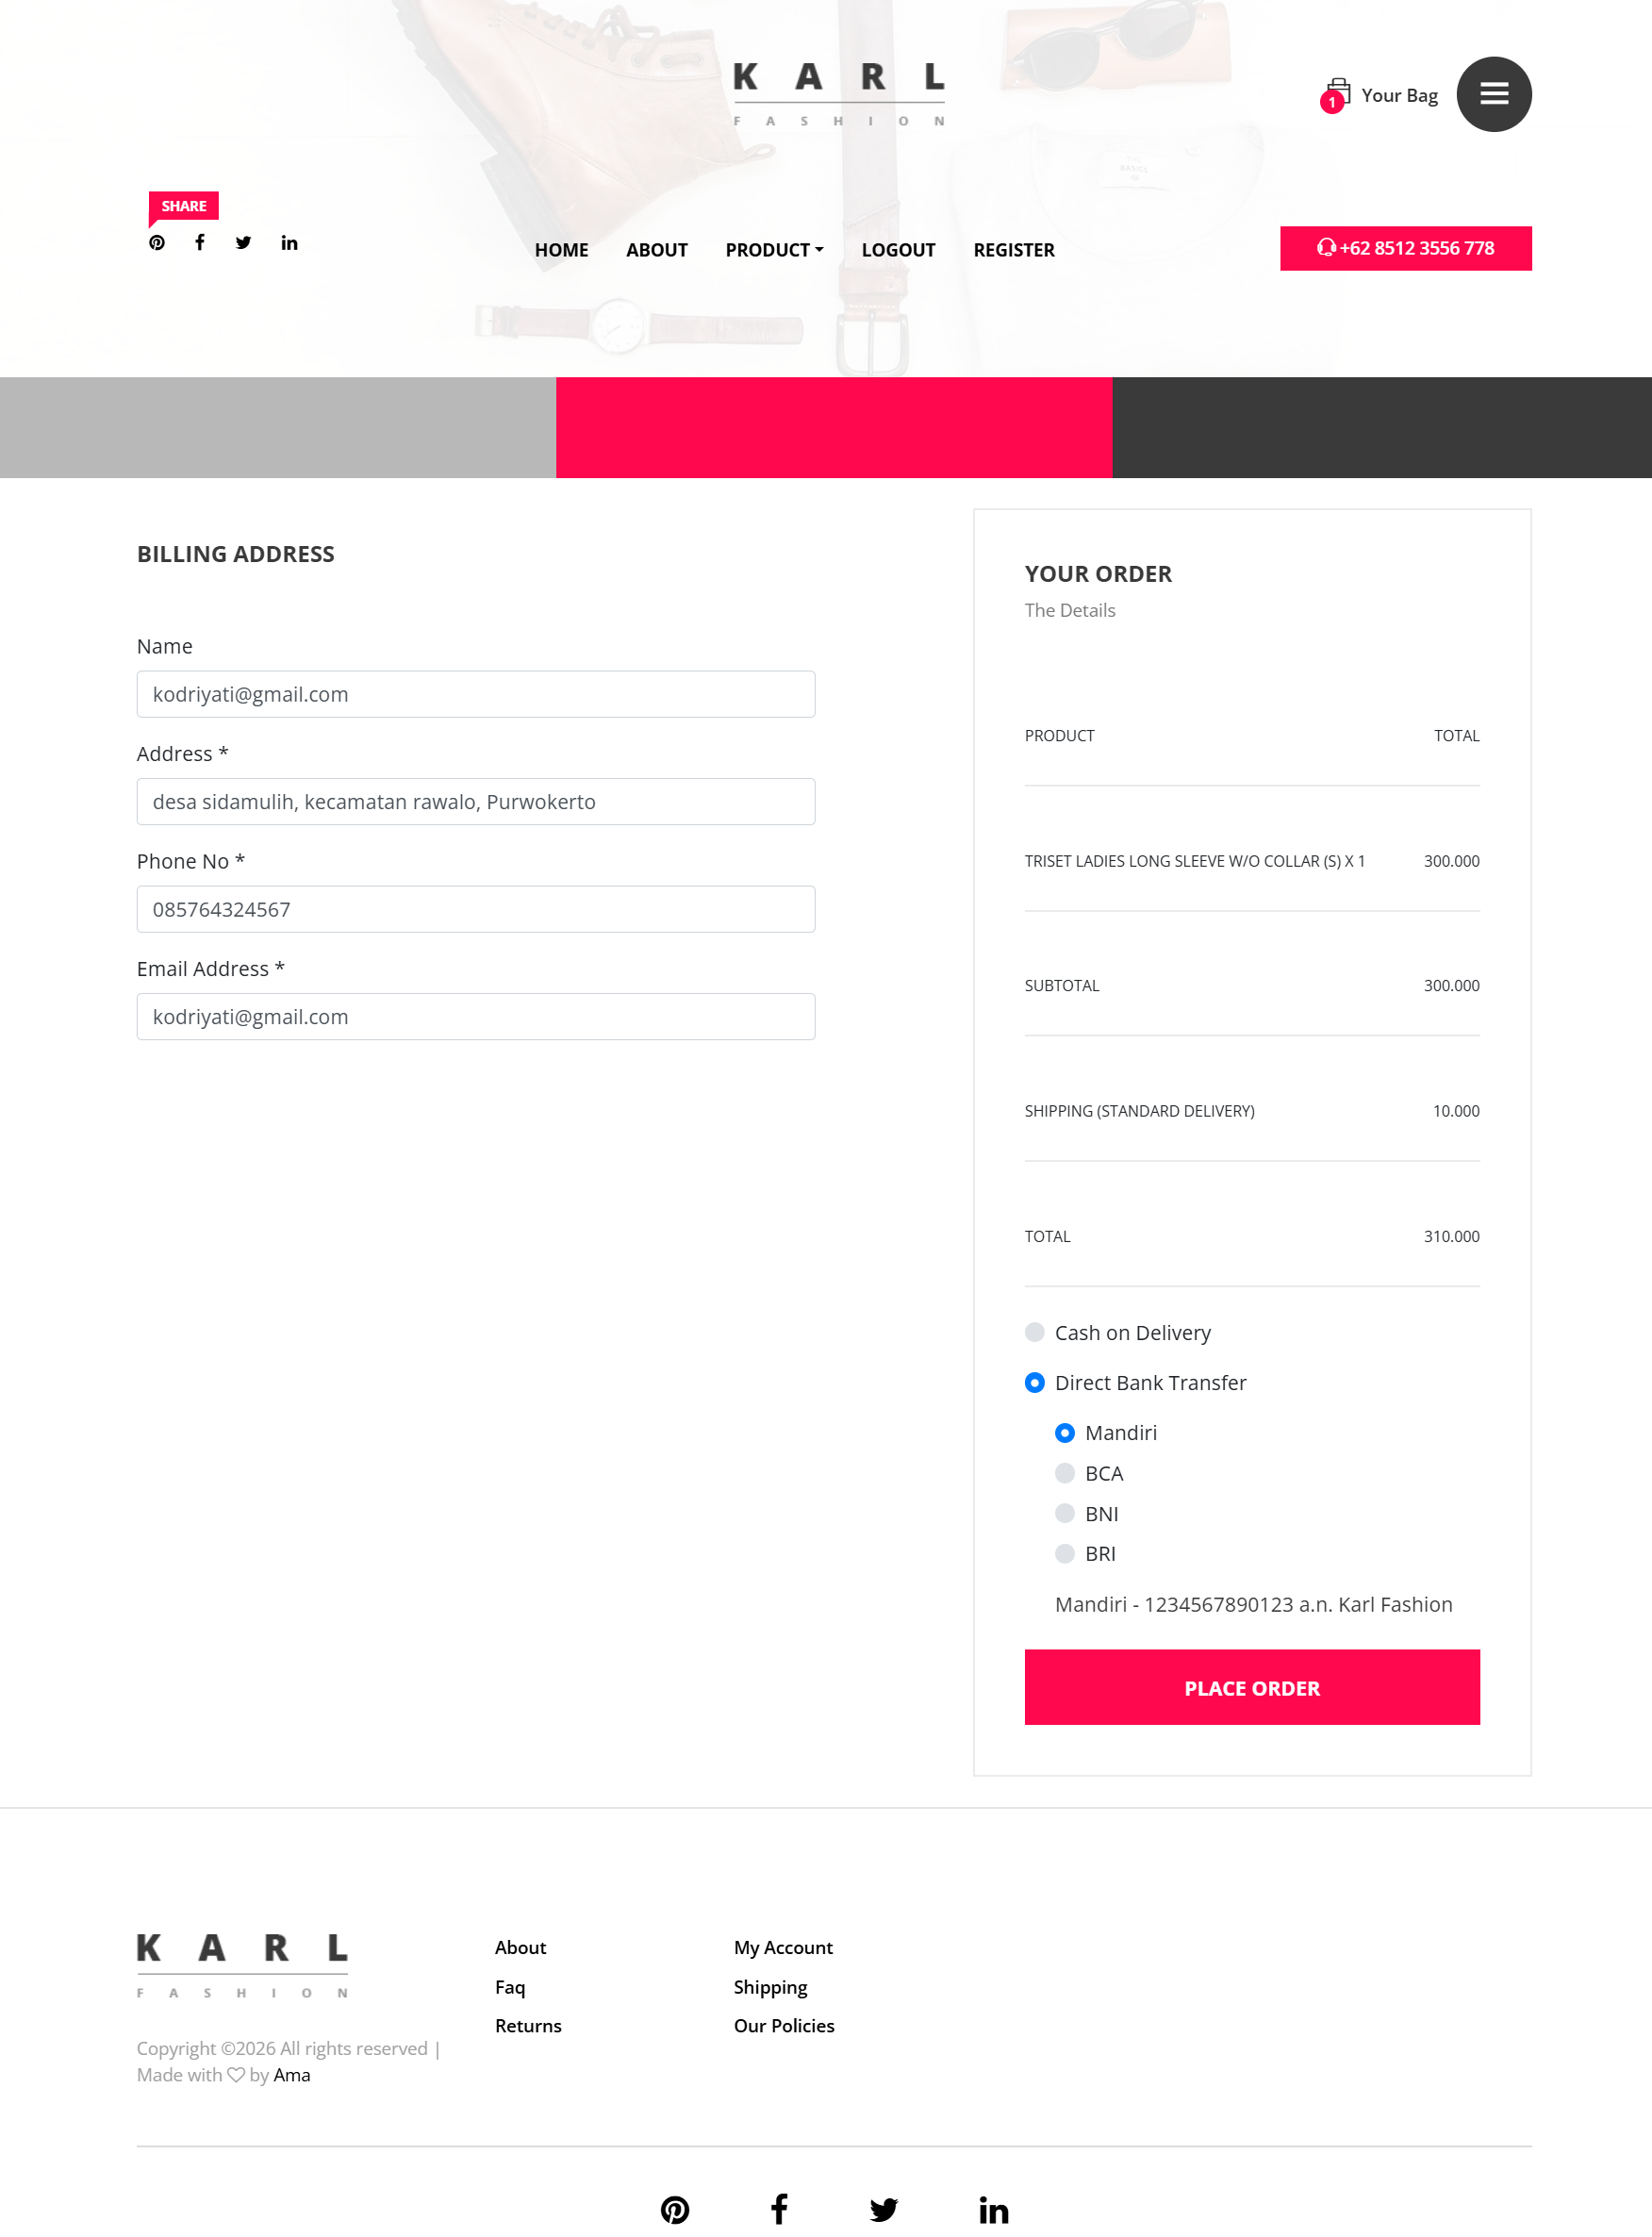 KARL
FASHION
1 Your Bag
SHARE
HOME ABOUT PRODUCT LOGOUT REGISTER
+62 8512 3556 778
BILLING ADDRESS
Name
kodriyati@gmail.com
Address *
desa sidamulih, kecamatan rawalo, Purwokerto
Phone No *
085764324567
Email Address *
kodriyati@gmail.com
YOUR ORDER
The Details
PRODUCT TOTAL
TRISET LADIES LONG SLEEVE W/O COLLAR (S) X 1 300.000
SUBTOTAL 300.000
SHIPPING (STANDARD DELIVERY) 10.000
TOTAL 310.000
Cash on Delivery
Direct Bank Transfer
Mandiri
BCA
BNI
BRI
Mandiri - 1234567890123 a.n. Karl Fashion
PLACE ORDER
KARL
FASHION
Copyright ©2026 All rights reserved |
Made with ♡ by Ama
About
Faq
Returns
My Account
Shipping
Our Policies